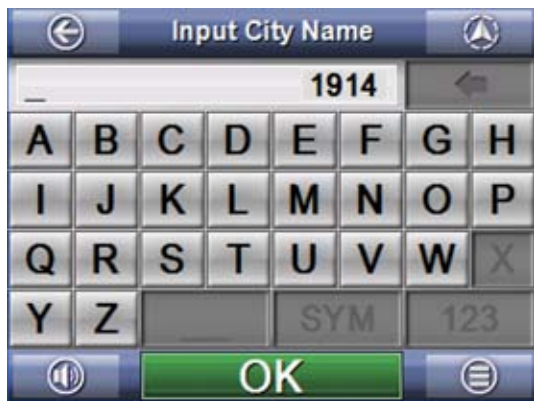 Input City Name
_ 1914
A B C D E F G H
I J K L M N O P
Q R S T U V W X
Y Z _ SYM 123
OK